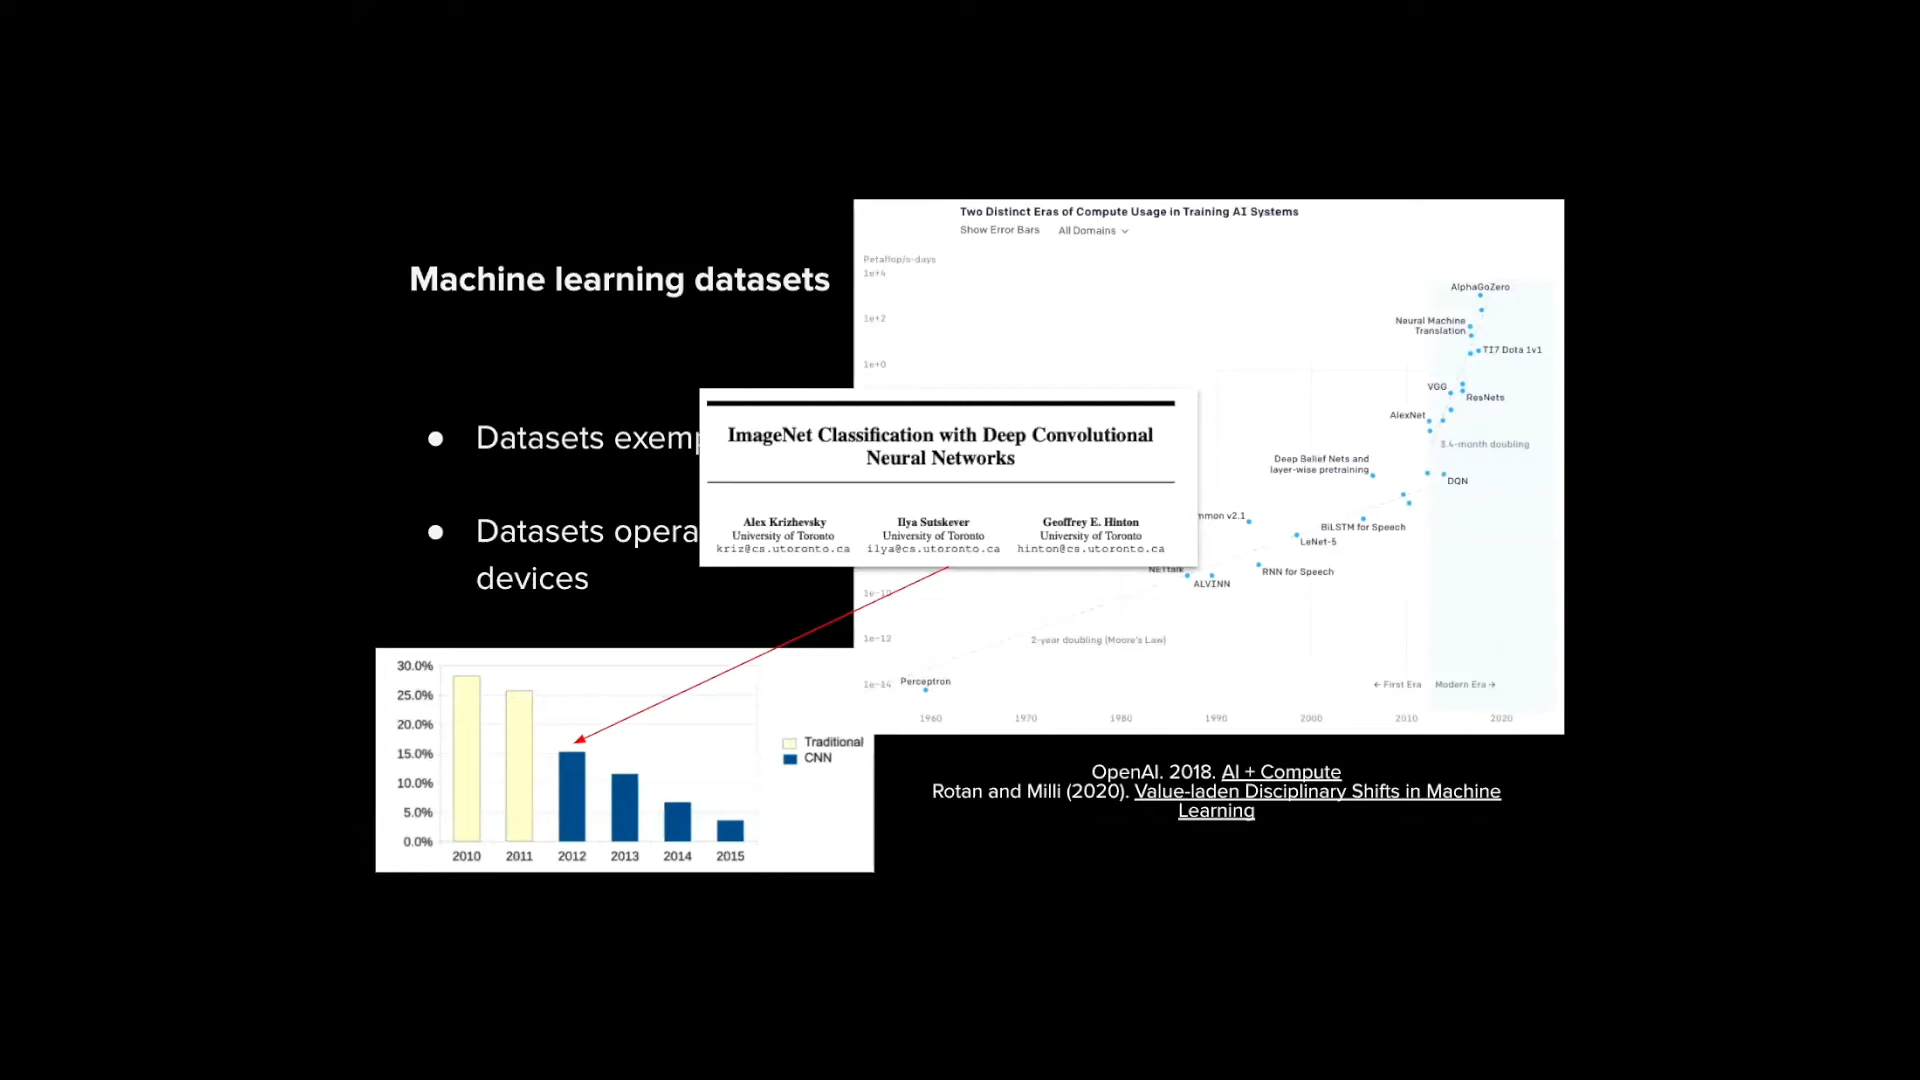 Machine learning datasets
Datasets exemp
Datasets opera
devices
Two Distinct Eras of Compute Usage in Training AI Systems
Show Error Bars All Domains
Petaflop/s-days
1e+4
1e+2
1e+0
1e-10
1e-12
1e-14
AlphaGoZero
Neural Machine
Translation
TI7 Dota 1v1
VGG
ResNets
AlexNet
3.4-month doubling
Deep Belief Nets and
layer-wise pretraining
DQN
mmon v2.1
BiLSTM for Speech
LeNet-5
NETtalk
RNN for Speech
ALVINN
2-year doubling (Moore's Law)
Perceptron
← First Era Modern Era →
1960 1970 1980 1990 2000 2010 2020
ImageNet Classification with Deep Convolutional
Neural Networks
Alex Krizhevsky Ilya Sutskever Geoffrey E. Hinton
University of Toronto University of Toronto University of Toronto
kriz@cs.utoronto.ca ilya@cs.utoronto.ca hinton@cs.utoronto.ca
30.0%
25.0%
20.0%
15.0%
10.0%
5.0%
0.0%
2010 2011 2012 2013 2014 2015
Traditional
CNN
OpenAI. 2018. AI + Compute
Rotan and Milli (2020). Value-laden Disciplinary Shifts in Machine
Learning